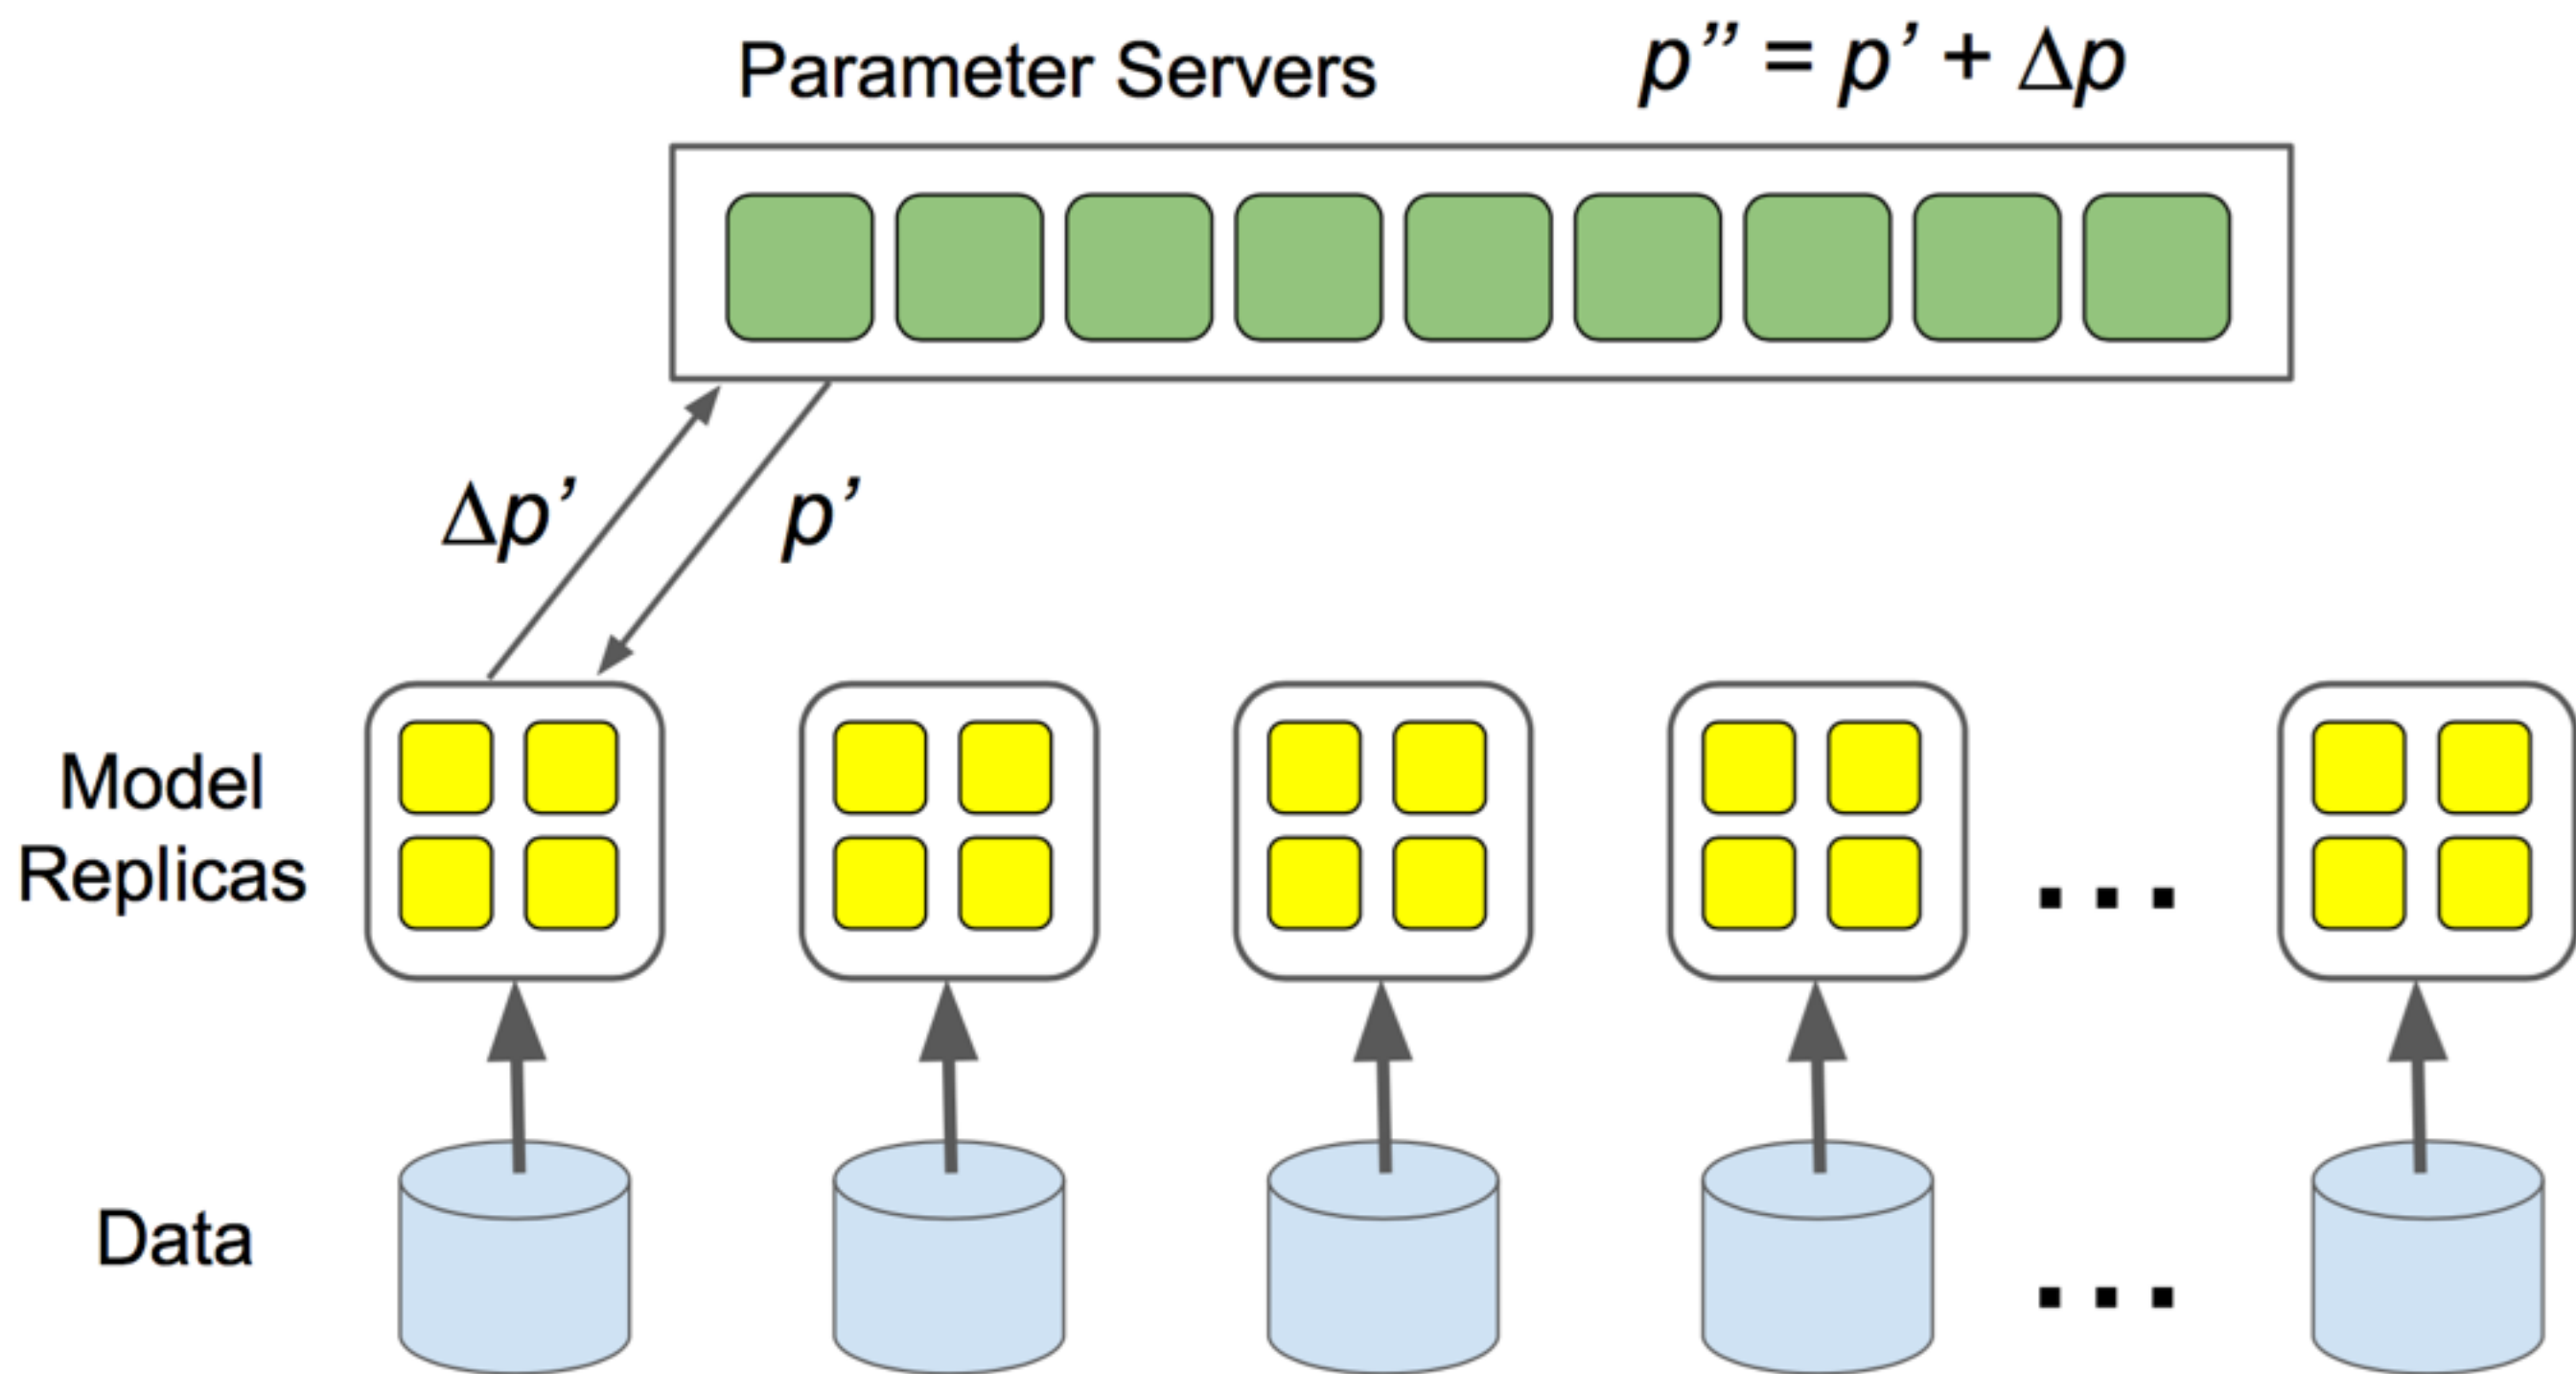 Parameter Servers
p’’ = p’ + Δp
Δp’
p’
Model
Replicas
...
Data
...